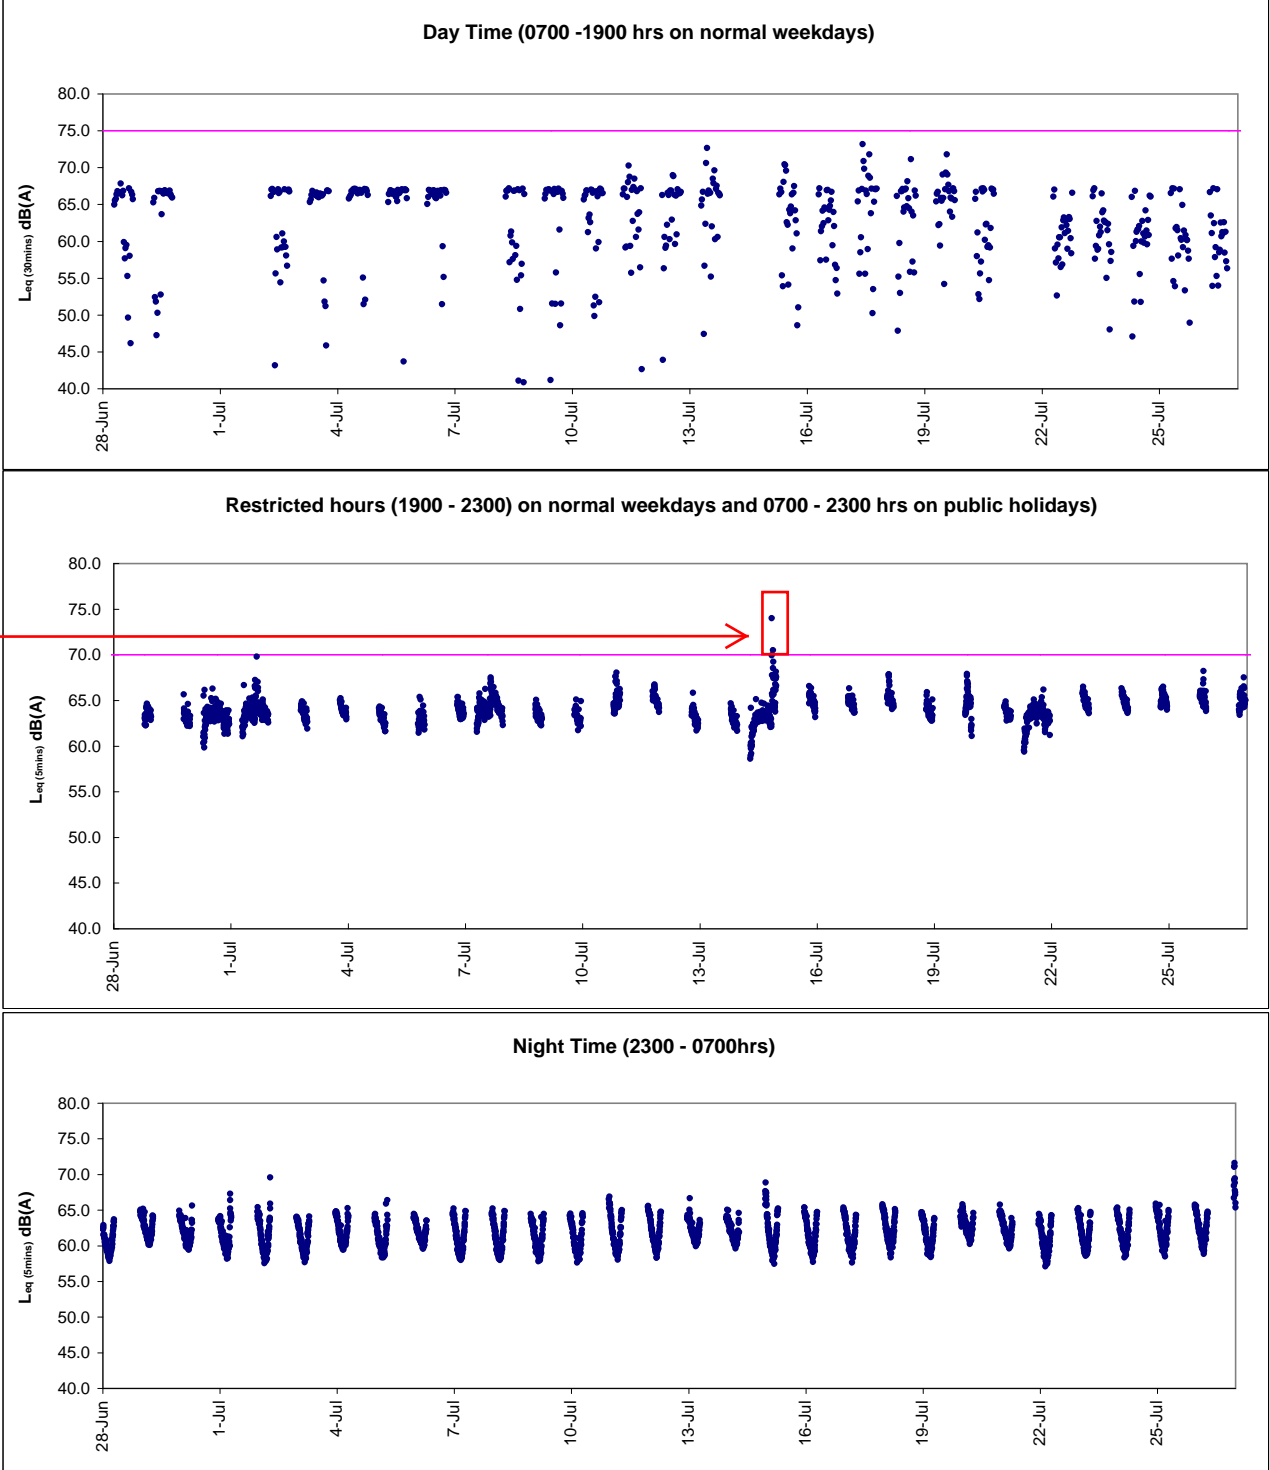 Day Time (0700 -1900 hrs on normal weekdays)
80.0
75.0
70.0
65.0
60.0
55.0
50.0
45.0
40.0
Leq (30mins) dB(A)
28-Jun
1-Jul
4-Jul
7-Jul
10-Jul
13-Jul
16-Jul
19-Jul
22-Jul
25-Jul
Restricted hours (1900 - 2300) on normal weekdays and 0700 - 2300 hrs on public holidays)
80.0
75.0
70.0
65.0
60.0
55.0
50.0
45.0
40.0
Leq (5mins) dB(A)
28-Jun
1-Jul
4-Jul
7-Jul
10-Jul
13-Jul
16-Jul
19-Jul
22-Jul
25-Jul
Night Time (2300 - 0700hrs)
80.0
75.0
70.0
65.0
60.0
55.0
50.0
45.0
40.0
Leq (5mins) dB(A)
28-Jun
1-Jul
4-Jul
7-Jul
10-Jul
13-Jul
16-Jul
19-Jul
22-Jul
25-Jul